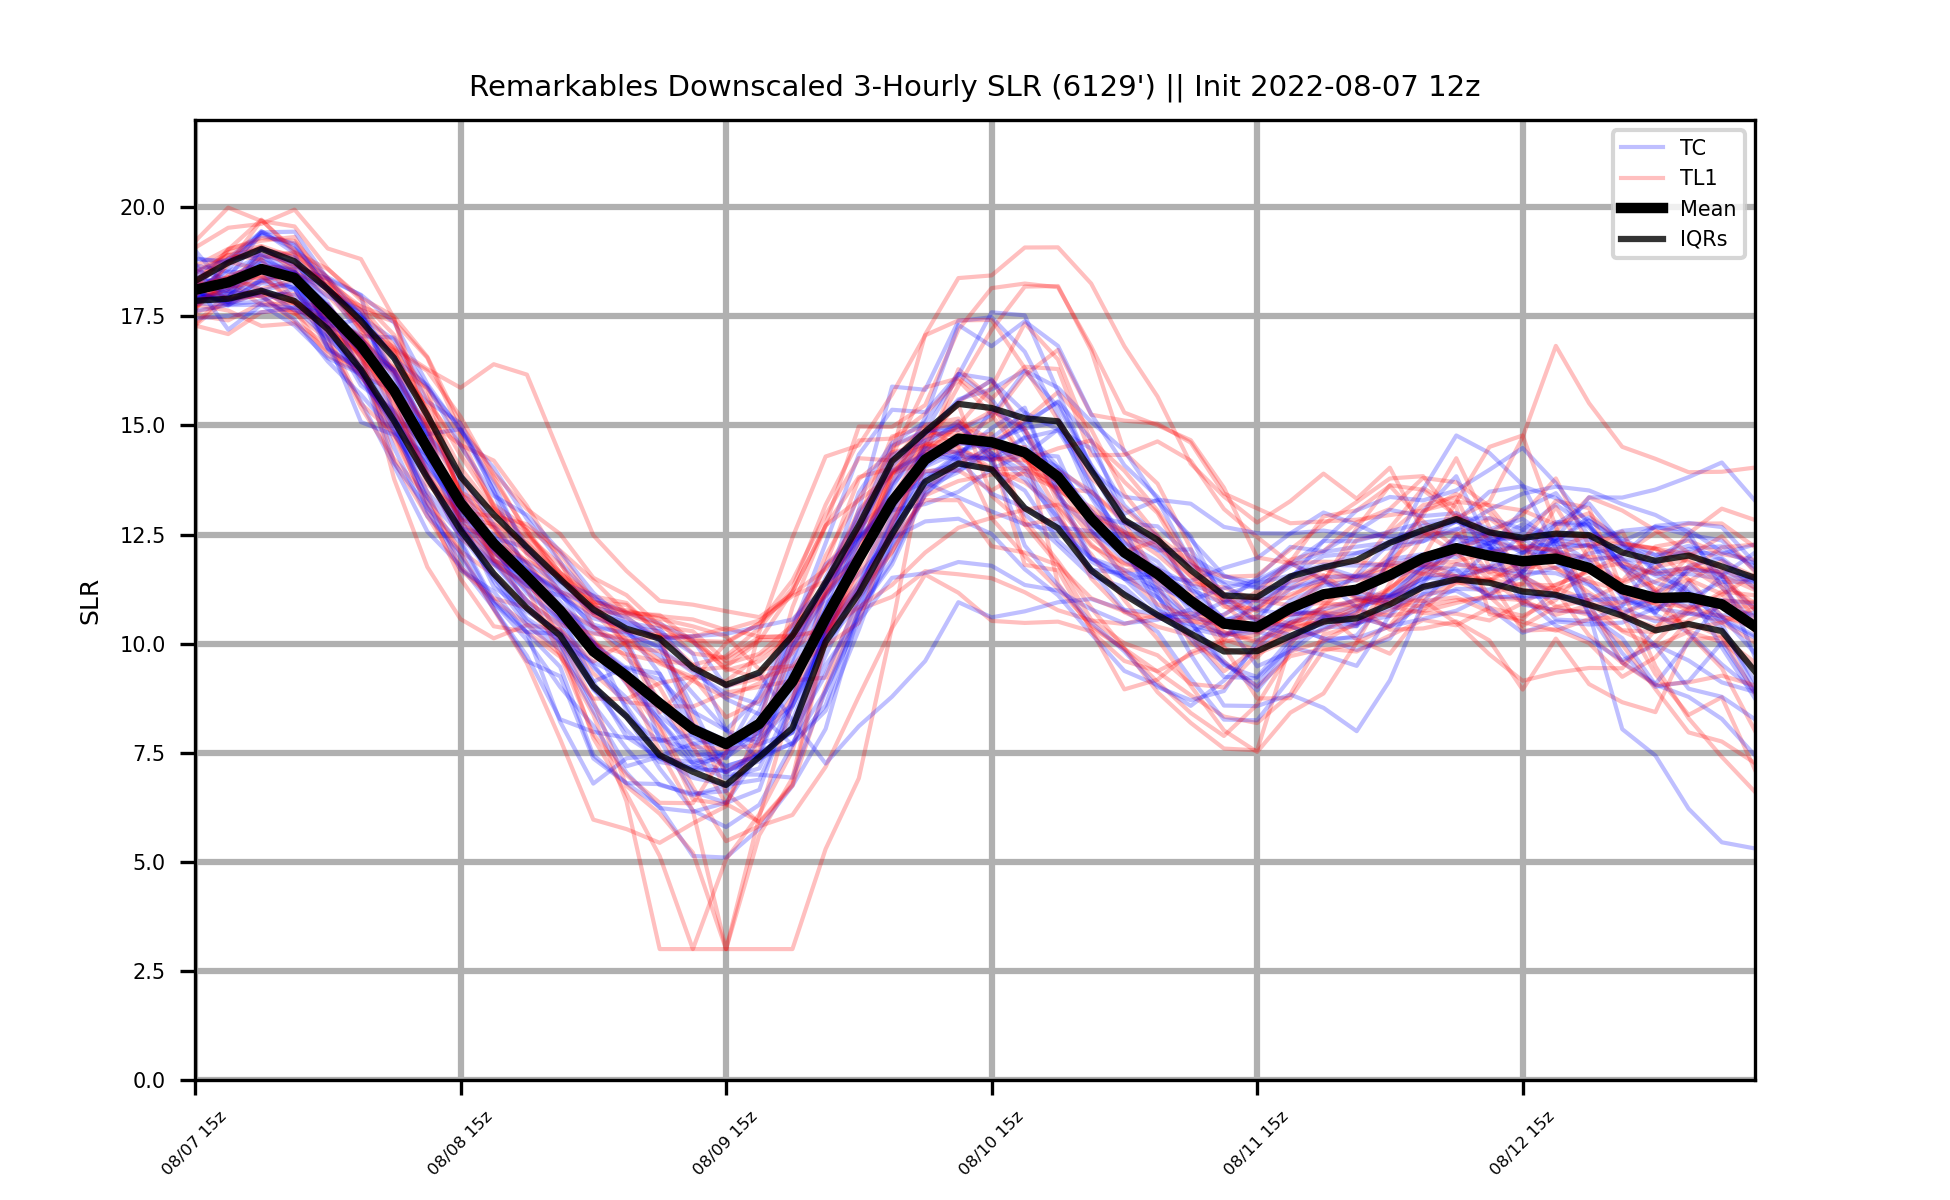 Remarkables Downscaled 3-Hourly SLR (6129') || Init 2022-08-07 12z
TC
TL1
Mean
IQRs
SLR
20.0
17.5
15.0
12.5
10.0
7.5
5.0
2.5
0.0
08/07 15z
08/08 15z
08/09 15z
08/10 15z
08/11 15z
08/12 15z